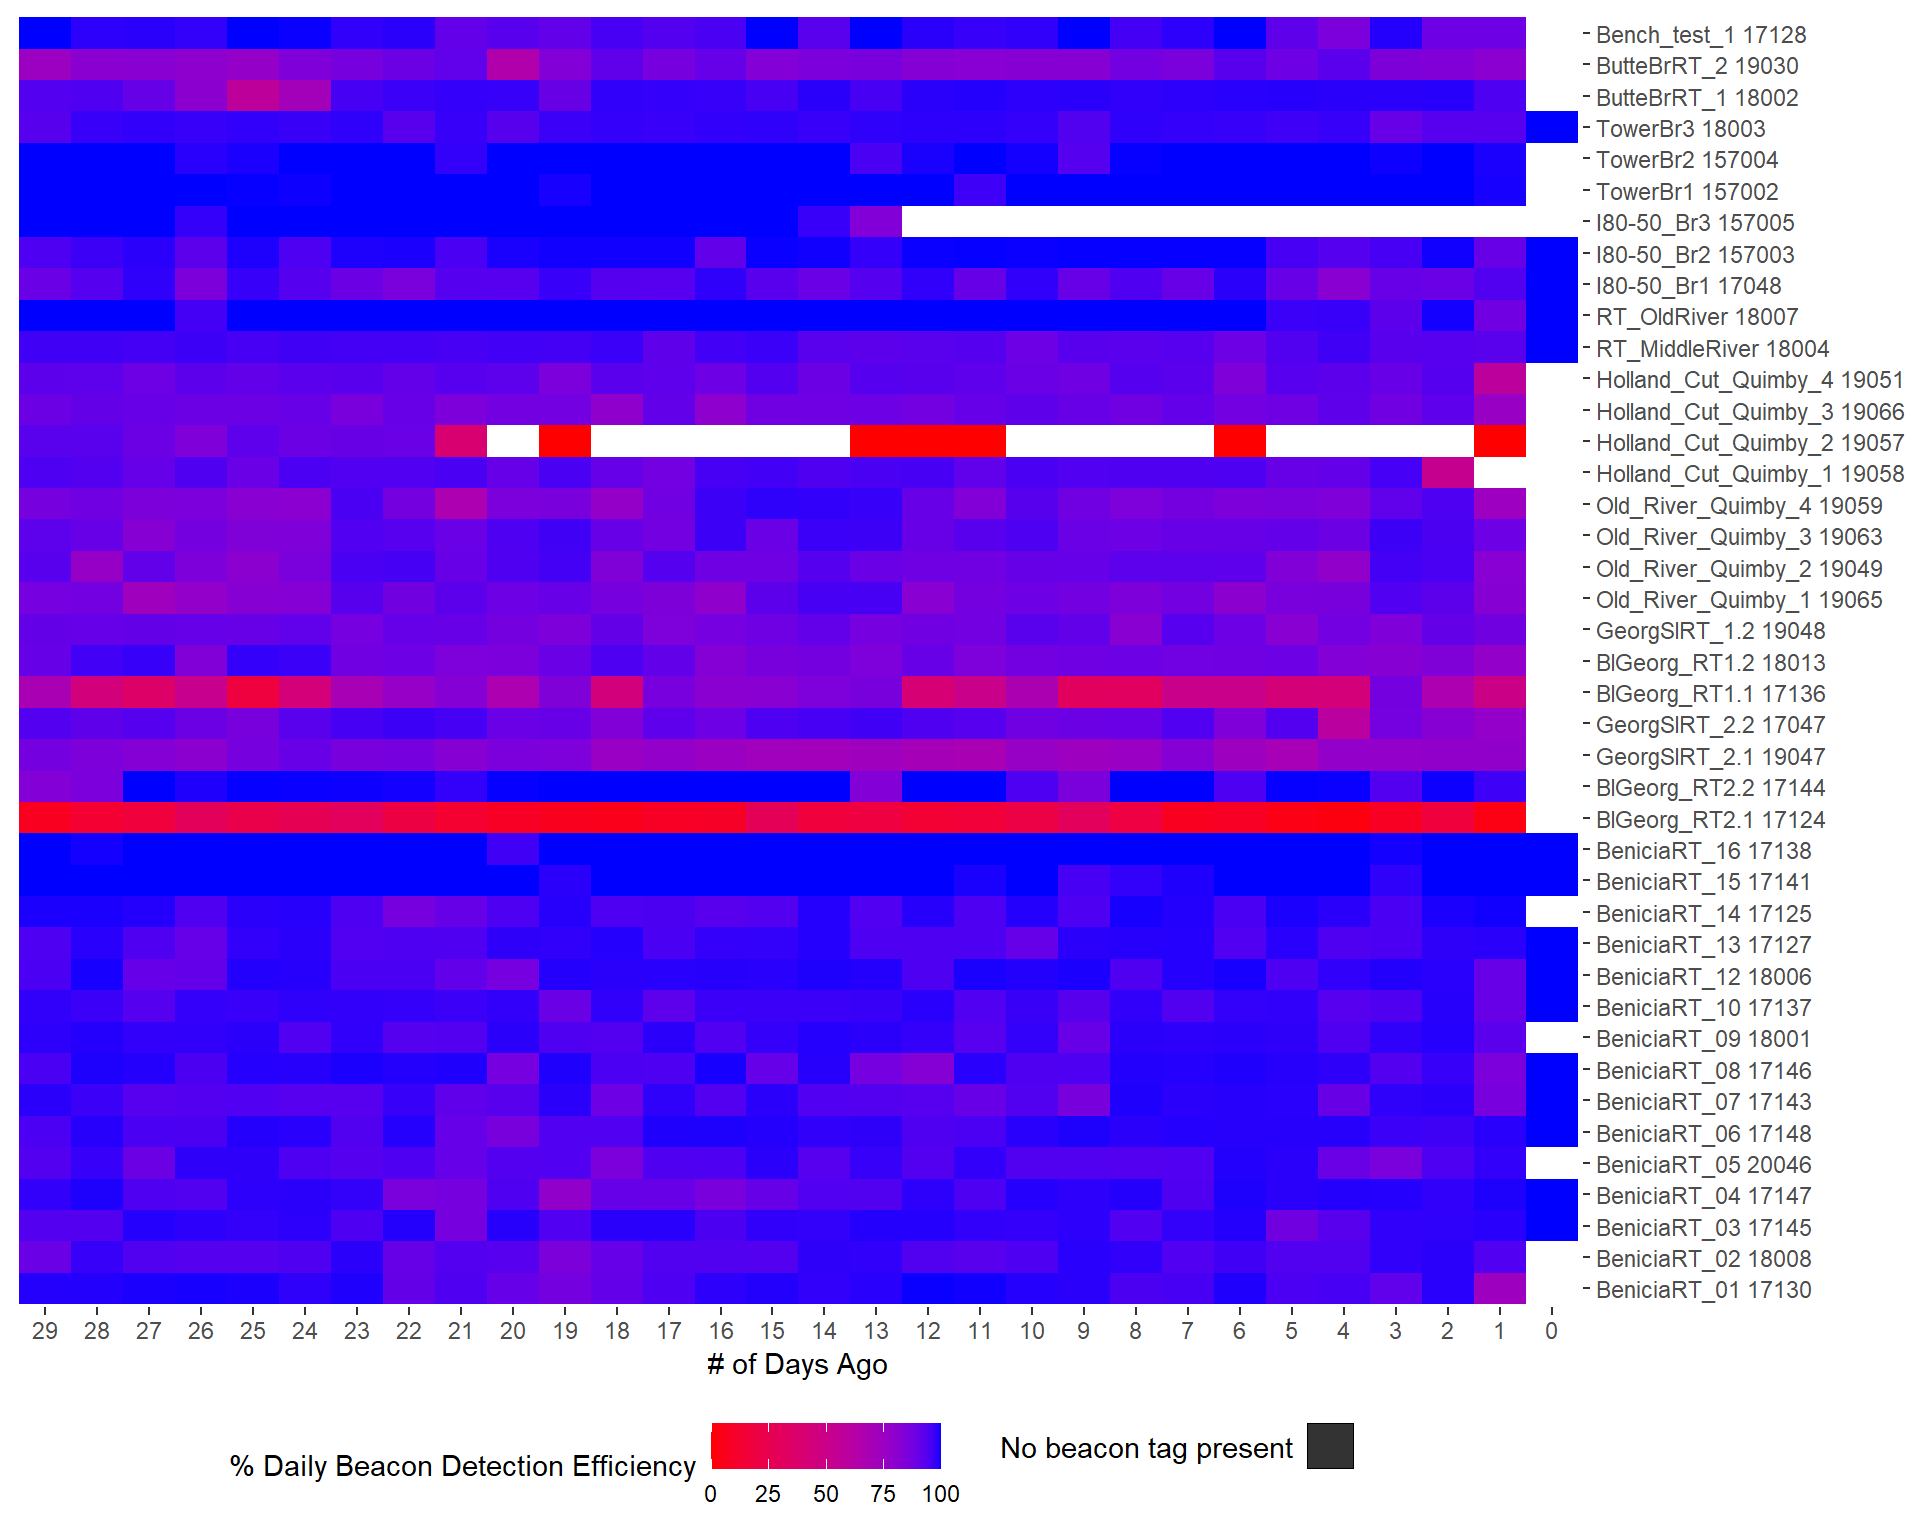 Bench_test_1 17128
ButteBrRT_2 19030
ButteBrRT_1 18002
TowerBr3 18003
TowerBr2 157004
TowerBr1 157002
I80-50_Br3 157005
I80-50_Br2 157003
I80-50_Br1 17048
RT_OldRiver 18007
RT_MiddleRiver 18004
Holland_Cut_Quimby_4 19051
Holland_Cut_Quimby_3 19066
Holland_Cut_Quimby_2 19057
Holland_Cut_Quimby_1 19058
Old_River_Quimby_4 19059
Old_River_Quimby_3 19063
Old_River_Quimby_2 19049
Old_River_Quimby_1 19065
GeorgSlRT_1.2 19048
BlGeorg_RT1.2 18013
BlGeorg_RT1.1 17136
GeorgSlRT_2.2 17047
GeorgSlRT_2.1 19047
BlGeorg_RT2.2 17144
BlGeorg_RT2.1 17124
BeniciaRT_16 17138
BeniciaRT_15 17141
BeniciaRT_14 17125
BeniciaRT_13 17127
BeniciaRT_12 18006
BeniciaRT_10 17137
BeniciaRT_09 18001
BeniciaRT_08 17146
BeniciaRT_07 17143
BeniciaRT_06 17148
BeniciaRT_05 20046
BeniciaRT_04 17147
BeniciaRT_03 17145
BeniciaRT_02 18008
BeniciaRT_01 17130
29 28 27 26 25 24 23 22 21 20 19 18 17 16 15 14 13 12 11 10 9 8 7 6 5 4 3 2 1 0
# of Days Ago
% Daily Beacon Detection Efficiency
0 25 50 75 100
No beacon tag present